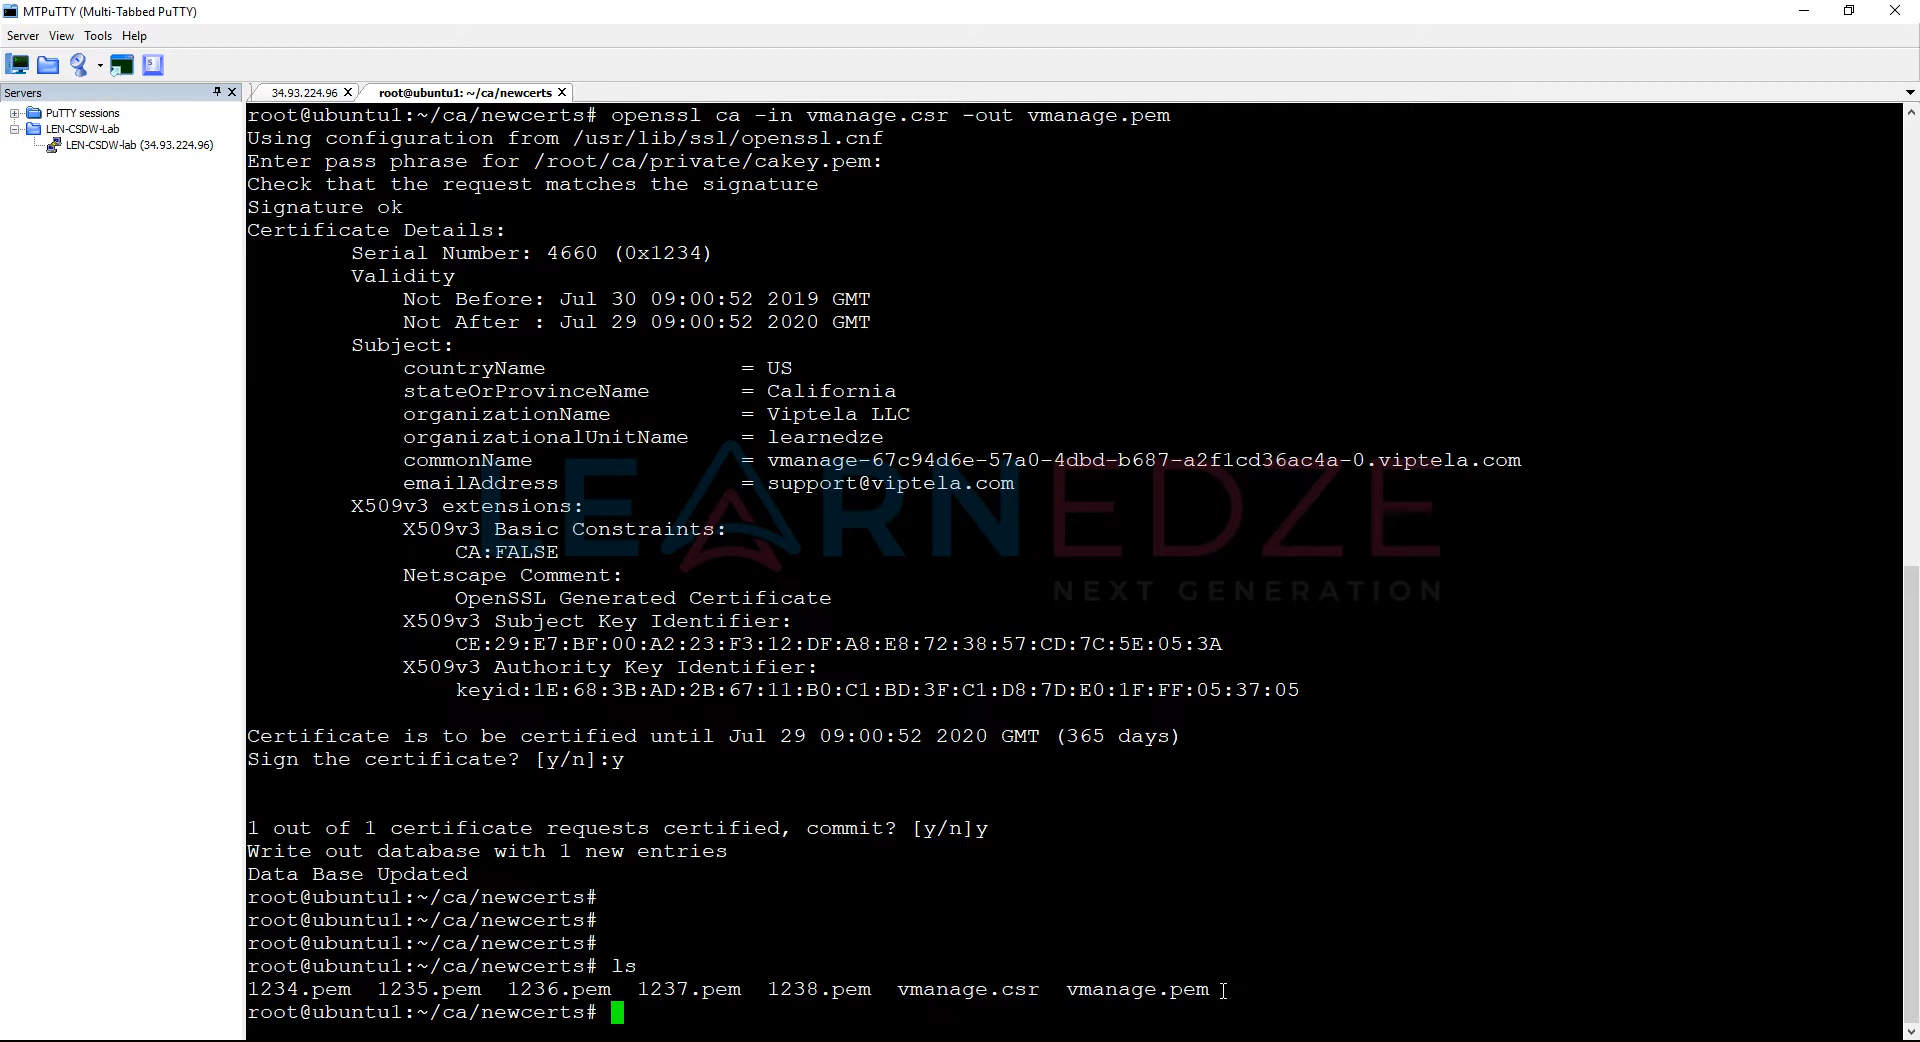 MTPuTTY (Multi-Tabbed PuTTY)
Server View Tools Help
Servers
PuTTY sessions
LEN-CSDW-Lab
LEN-CSDW-lab (34.93.224.96)
34.93.224.96
root@ubuntu1: ~/ca/newcerts
root@ubuntu1:~/ca/newcerts# openssl ca -in vmanage.csr -out vmanage.pem
Using configuration from /usr/lib/ssl/openssl.cnf
Enter pass phrase for /root/ca/private/cakey.pem:
Check that the request matches the signature
Signature ok
Certificate Details:
Serial Number: 4660 (0x1234)
Validity
Not Before: Jul 30 09:00:52 2019 GMT
Not After : Jul 29 09:00:52 2020 GMT
Subject:
countryName = US
stateOrProvinceName = California
organizationName = Viptela LLC
organizationalUnitName = learnedze
commonName = vmanage-67c94d6e-57a0-4dbd-b687-a2f1cd36ac4a-0.viptela.com
emailAddress = support@viptela.com
X509v3 extensions:
X509v3 Basic Constraints:
CA:FALSE
Netscape Comment:
OpenSSL Generated Certificate
X509v3 Subject Key Identifier:
CE:29:E7:BF:00:A2:23:F3:12:DF:A8:E8:72:38:57:CD:7C:5E:05:3A
X509v3 Authority Key Identifier:
keyid:1E:68:3B:AD:2B:67:11:B0:C1:BD:3F:C1:D8:7D:E0:1F:FF:05:37:05
Certificate is to be certified until Jul 29 09:00:52 2020 GMT (365 days)
Sign the certificate? [y/n]:y
1 out of 1 certificate requests certified, commit? [y/n]y
Write out database with 1 new entries
Data Base Updated
root@ubuntu1:~/ca/newcerts#
root@ubuntu1:~/ca/newcerts#
root@ubuntu1:~/ca/newcerts#
root@ubuntu1:~/ca/newcerts# ls
1234.pem 1235.pem 1236.pem 1237.pem 1238.pem vmanage.csr vmanage.pem
root@ubuntu1:~/ca/newcerts#
LEARNEDZE
NEXT GENERATION